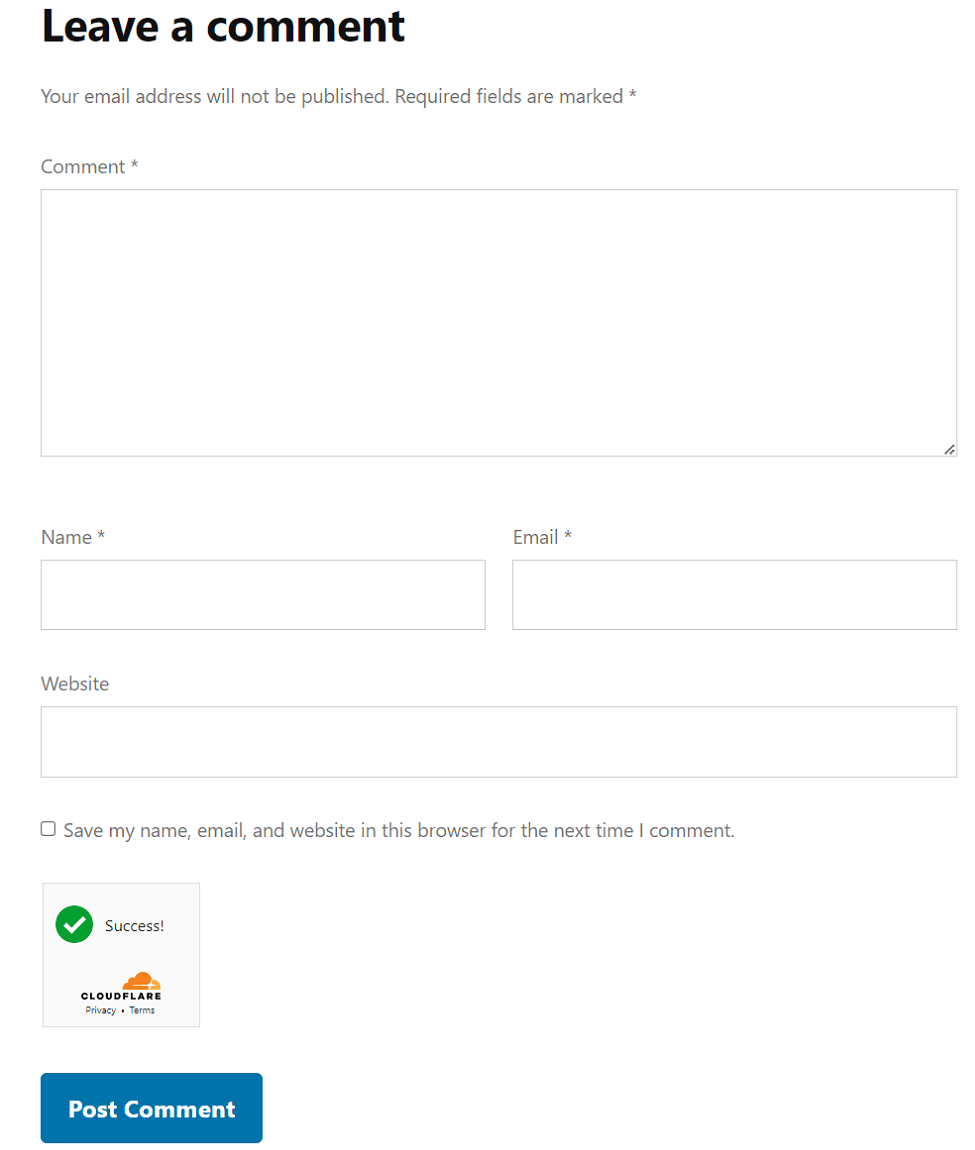 Leave a comment
Your email address will not be published. Required fields are marked *
Comment *
Name *
Email *
Website
Save my name, email, and website in this browser for the next time I comment.
Success!
CLOUDFLARE
Privacy • Terms
Post Comment